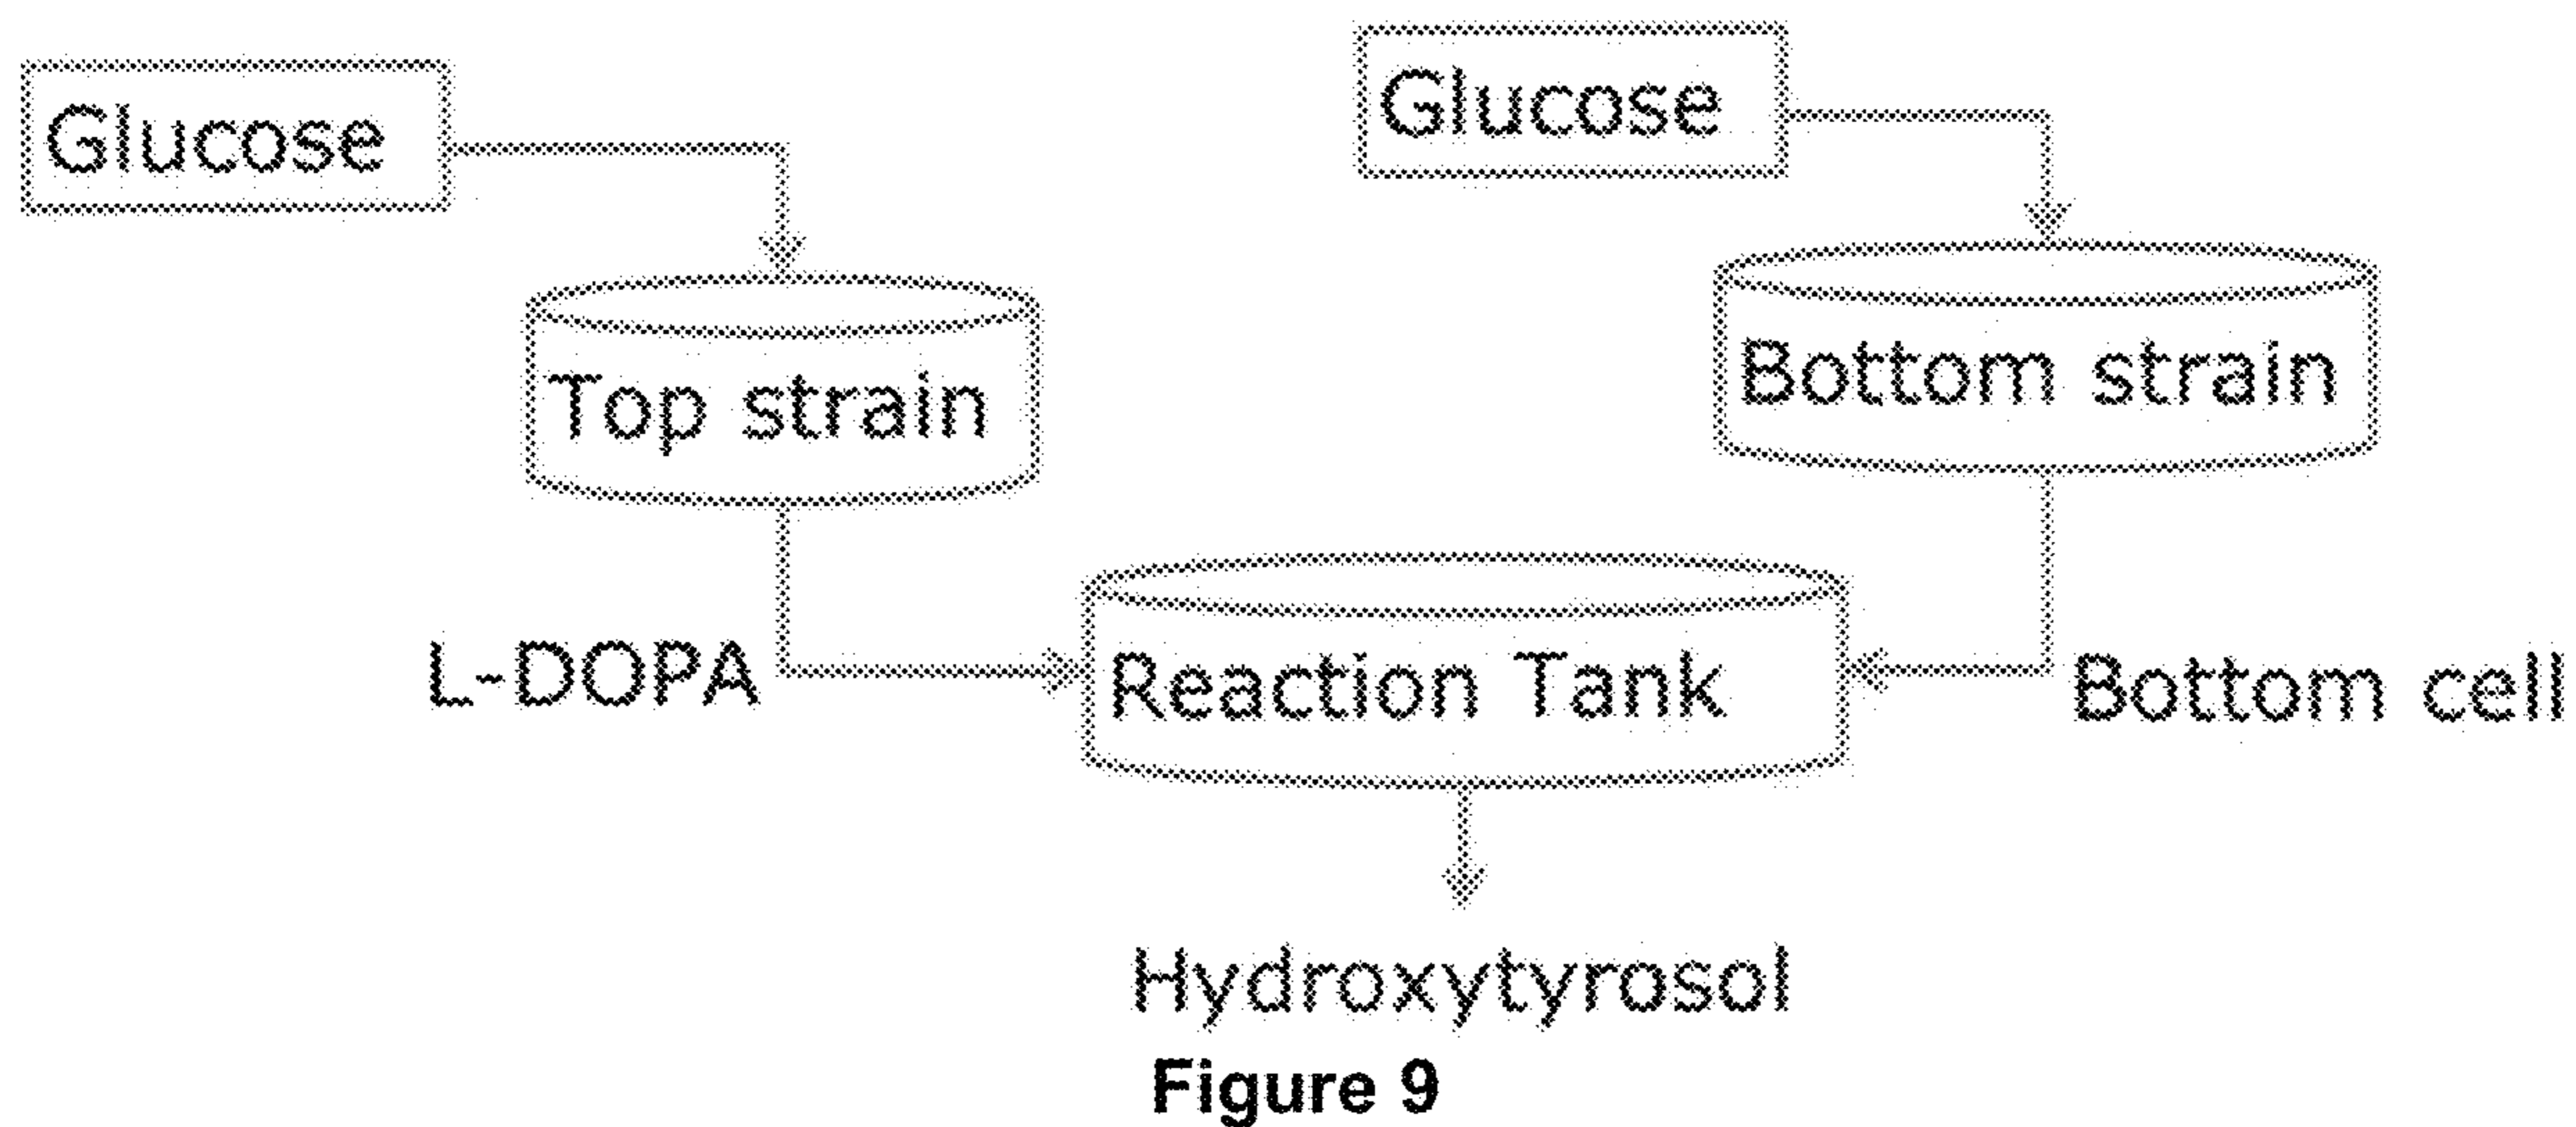 Glucose
Glucose
Top strain
Bottom strain
L-DOPA
Reaction Tank
Bottom cell
Hydroxytyrosol
Figure 9